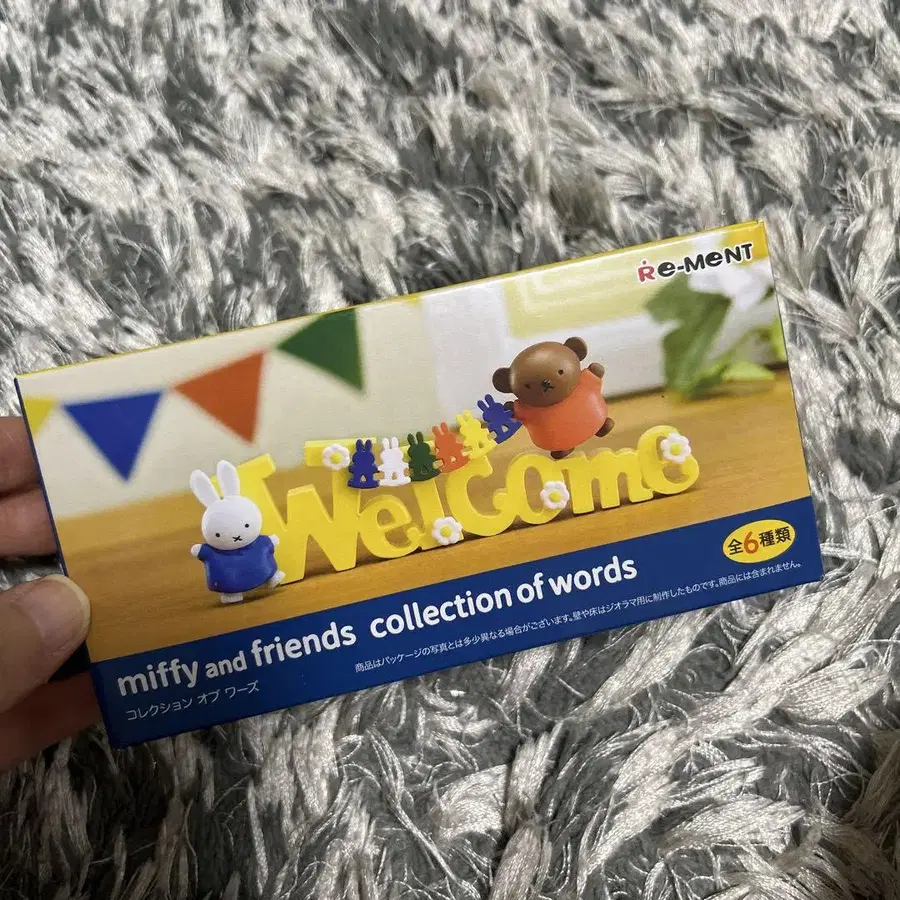 Re-MeNT
Welcome
全6種類
miffy and friends collection of words
コレクション オブ ワーズ
商品はパッケージの写真とは多少異なる場合がございます。壁や床はジオラマ用に制作したものです。商品には含まれません。